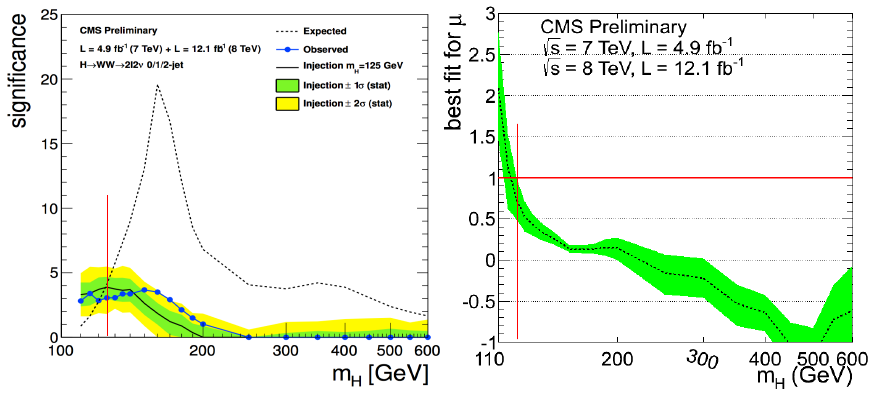 CMS Preliminary
L = 4.9 fb⁻¹ (7 TeV) + L = 12.1 fb⁻¹ (8 TeV)
H→WW→2l2ν 0/1/2-jet
Expected
Observed
Injection m_H=125 GeV
Injection ± 1σ (stat)
Injection ± 2σ (stat)
significance
25
20
15
10
5
0
100 200 300 400 500 600
m_H [GeV]
CMS Preliminary
√s = 7 TeV, L = 4.9 fb⁻¹
√s = 8 TeV, L = 12.1 fb⁻¹
best fit for μ
3
2.5
2
1.5
1
0.5
0
-0.5
-1
110 200 300 400 500 600
m_H (GeV)